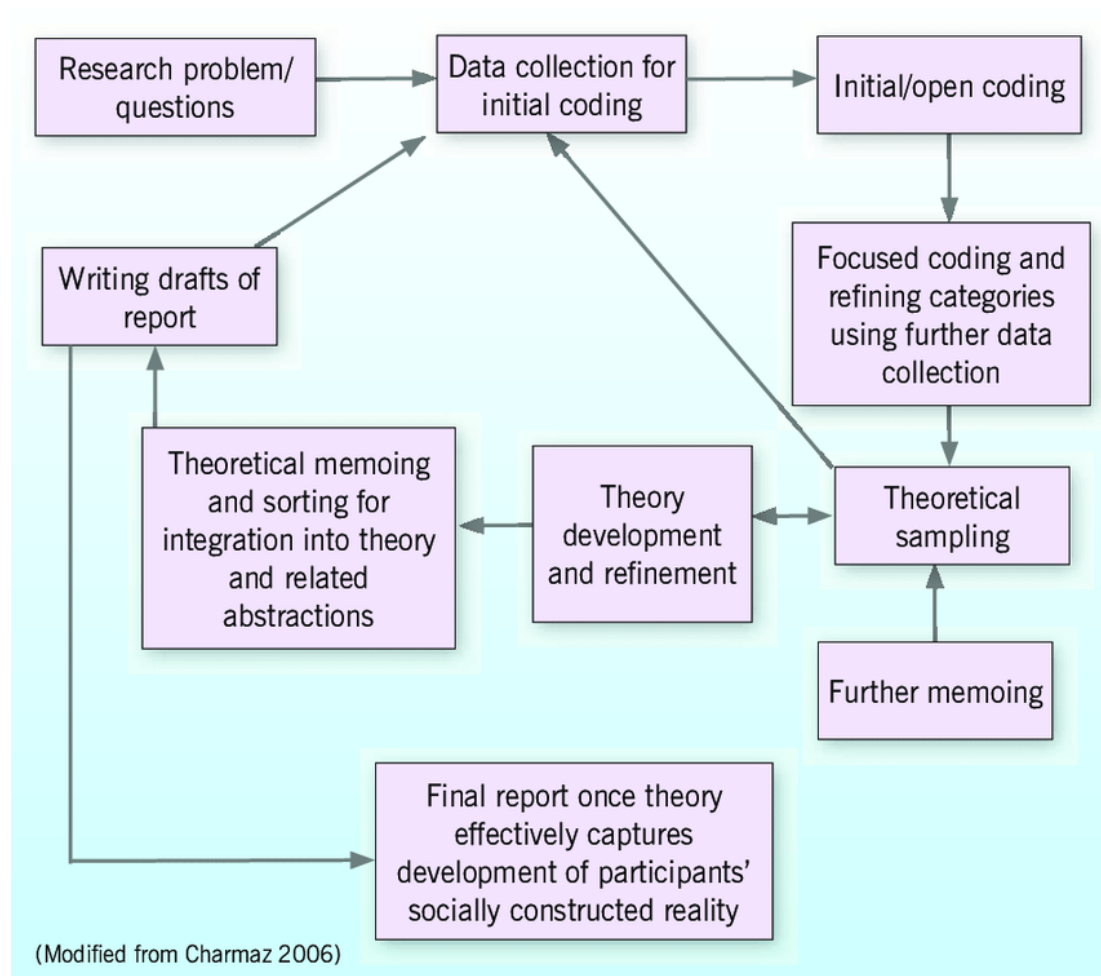 Research problem/
questions
Data collection for
initial coding
Initial/open coding
Writing drafts of
report
Focused coding and
refining categories
using further data
collection
Theoretical memoing
and sorting for
integration into theory
and related
abstractions
Theory
development
and refinement
Theoretical
sampling
Further memoing
Final report once theory
effectively captures
development of participants’
socially constructed reality
(Modified from Charmaz 2006)